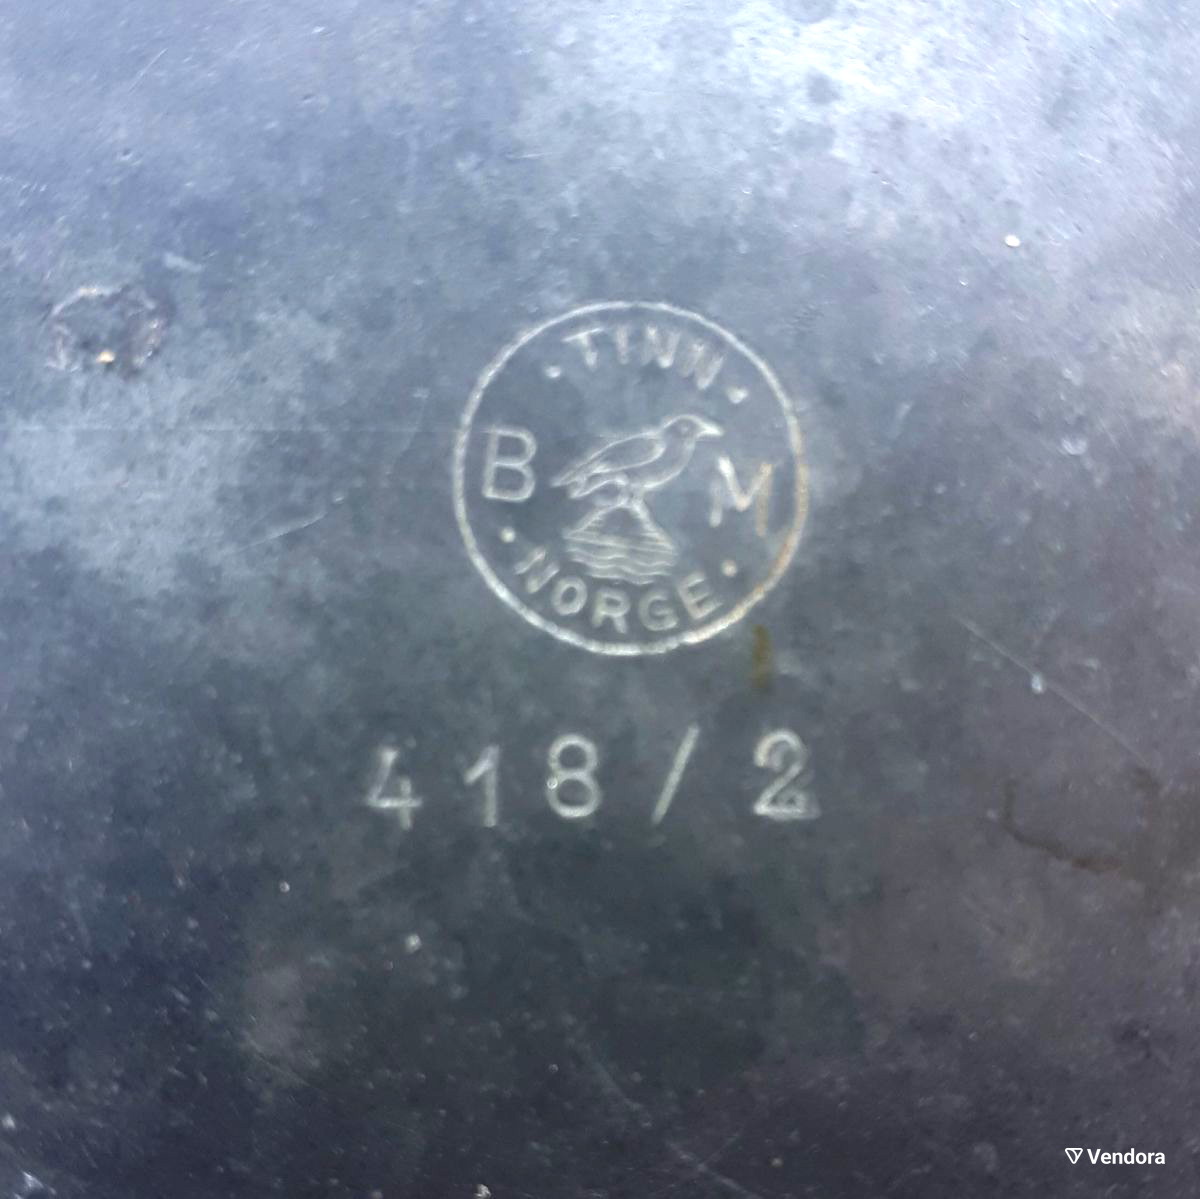 · TINN ·
B M
· NORGE ·
418/2
Vendora